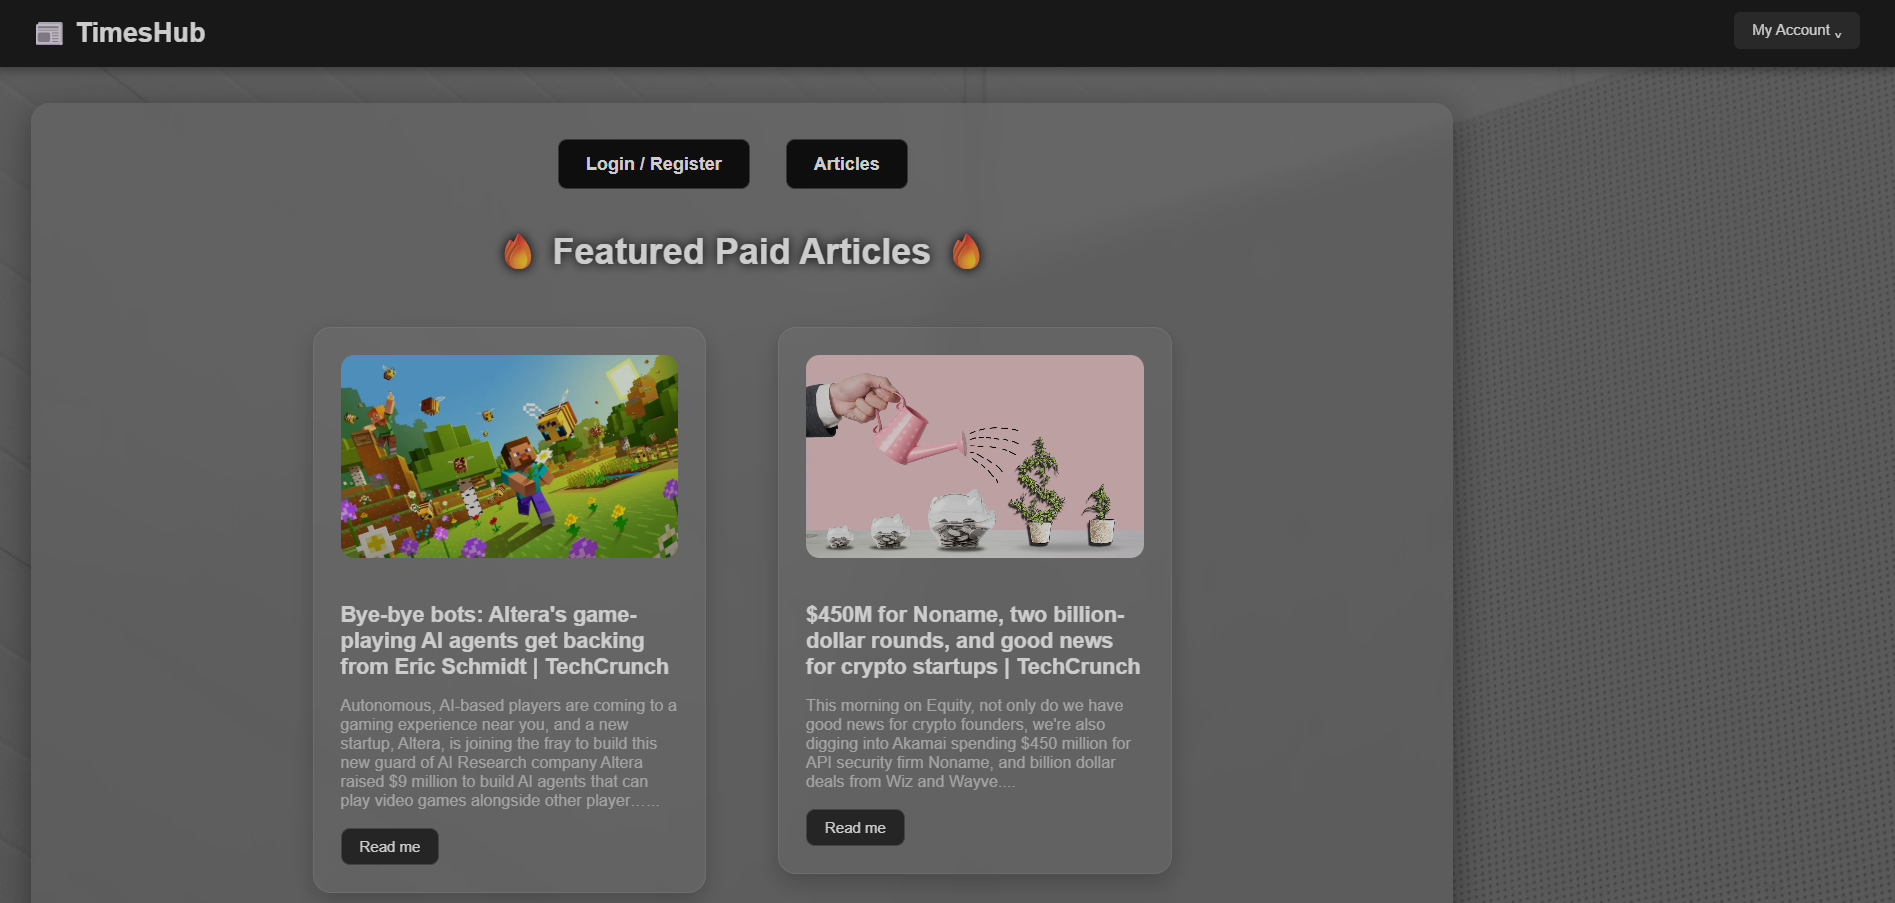 TimesHub
My Account
Login / Register
Articles
Featured Paid Articles
Bye-bye bots: Altera's game-
playing AI agents get backing
from Eric Schmidt | TechCrunch
Autonomous, AI-based players are coming to a
gaming experience near you, and a new
startup, Altera, is joining the fray to build this
new guard of AI Research company Altera
raised $9 million to build AI agents that can
play video games alongside other player…...
Read me
$450M for Noname, two billion-
dollar rounds, and good news
for crypto startups | TechCrunch
This morning on Equity, not only do we have
good news for crypto founders, we're also
digging into Akamai spending $450 million for
API security firm Noname, and billion dollar
deals from Wiz and Wayve....
Read me